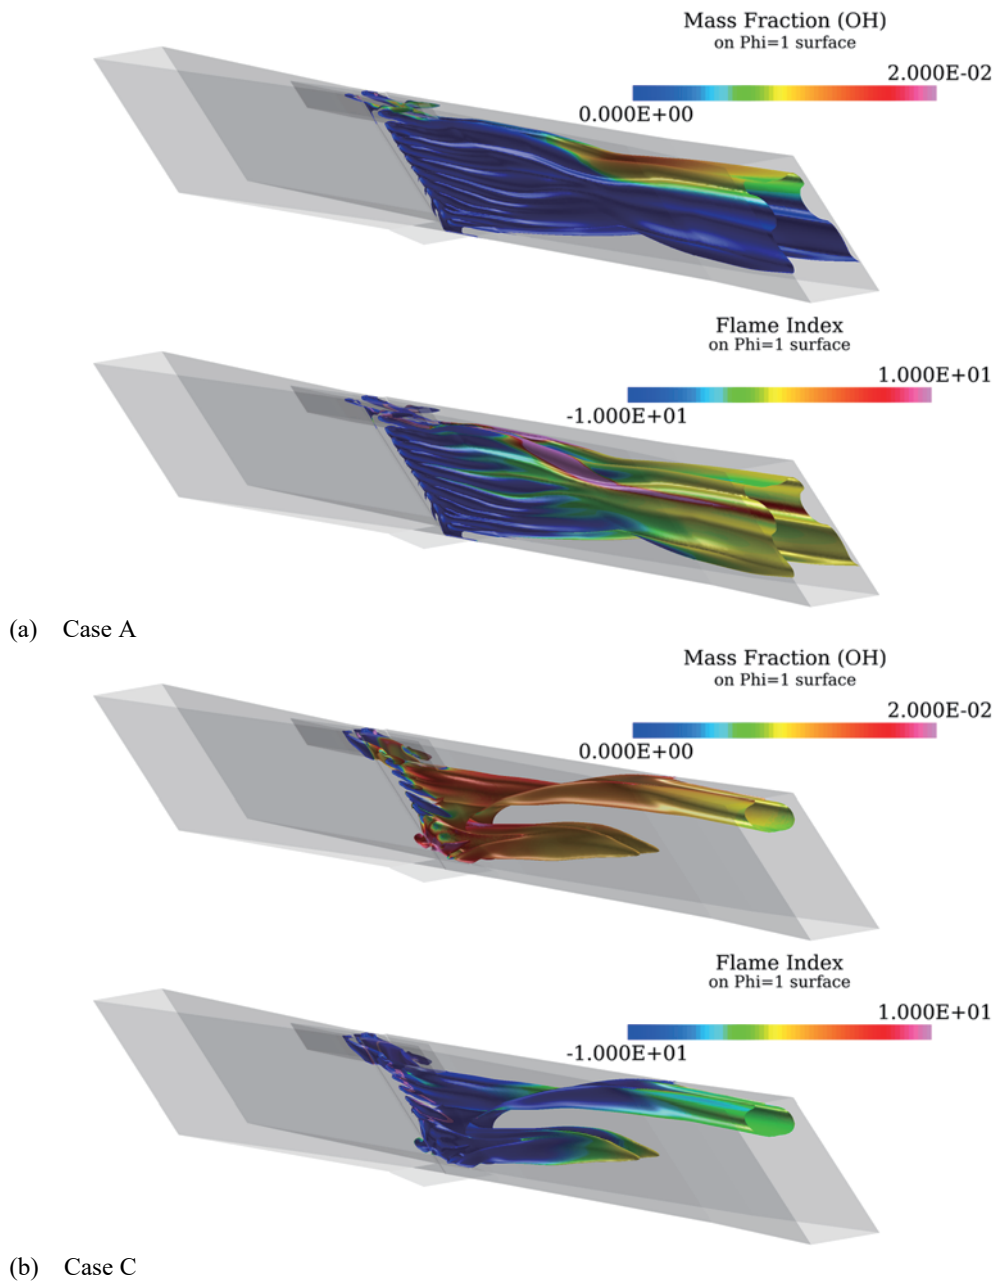 Mass Fraction (OH)
on Phi=1 surface
2.000E-02
0.000E+00
Flame Index
on Phi=1 surface
1.000E+01
-1.000E+01
(a) Case A
Mass Fraction (OH)
on Phi=1 surface
2.000E-02
0.000E+00
Flame Index
on Phi=1 surface
1.000E+01
-1.000E+01
(b) Case C